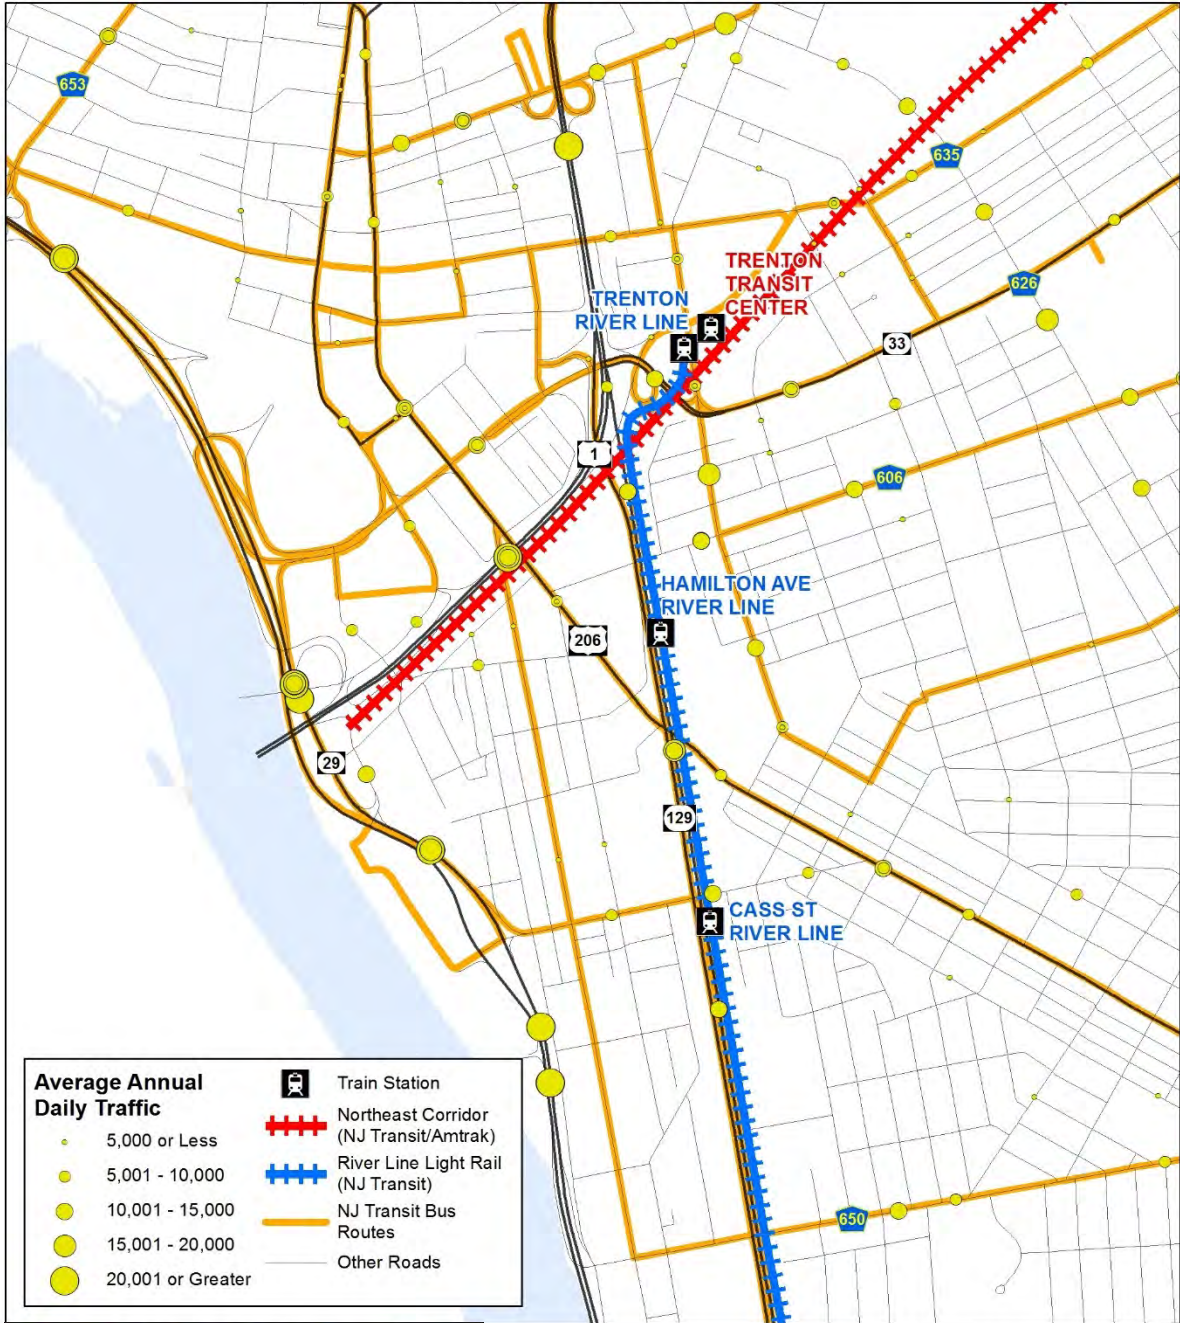 653
635
TRENTON
TRANSIT
CENTER
TRENTON
RIVER LINE
626
33
1
606
HAMILTON AVE
RIVER LINE
206
29
129
CASS ST
RIVER LINE
650
Average Annual
Daily Traffic
5,000 or Less
5,001 - 10,000
10,001 - 15,000
15,001 - 20,000
20,001 or Greater
Train Station
Northeast Corridor
(NJ Transit/Amtrak)
River Line Light Rail
(NJ Transit)
NJ Transit Bus
Routes
Other Roads